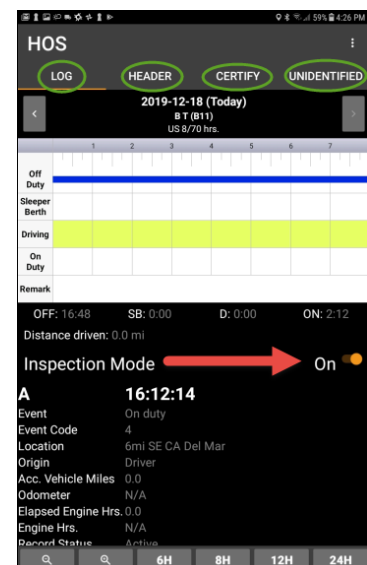 59% 4:26 PM
HOS
LOG HEADER CERTIFY UNIDENTIFIED
2019-12-18 (Today)
B T (B11)
US 8/70 hrs.
1 2 3 4 5 6 7
Off
Duty
Sleeper
Berth
Driving
On
Duty
Remark
OFF: 16:48 SB: 0:00 D: 0:00 ON: 2:12
Distance driven: 0.0 mi
Inspection Mode On
A 16:12:14
Event On duty
Event Code 4
Location 6mi SE CA Del Mar
Origin Driver
Acc. Vehicle Miles 0.0
Odometer N/A
Elapsed Engine Hrs. 0.0
Engine Hrs. N/A
Record Status Active
6H 8H 12H 24H